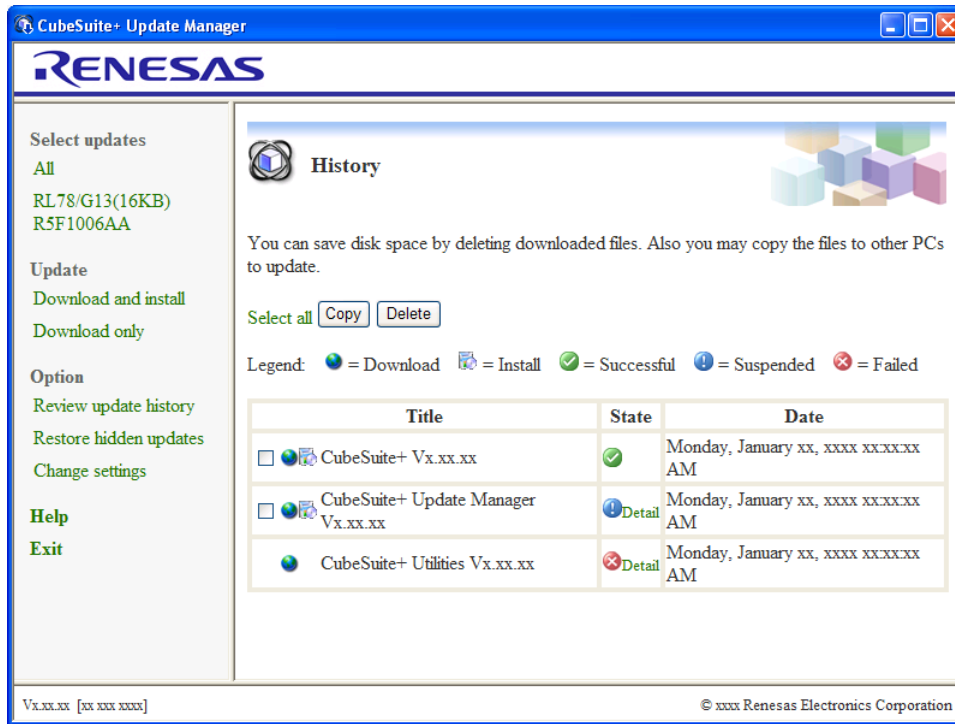 CubeSuite+ Update Manager
RENESAS
Select updates
All
RL78/G13(16KB)
R5F1006AA
Update
Download and install
Download only
Option
Review update history
Restore hidden updates
Change settings
Help
Exit
History
You can save disk space by deleting downloaded files. Also you may copy the files to other PCs
to update.
Select all Copy Delete
Legend: = Download = Install = Successful = Suspended = Failed
Title State Date
CubeSuite+ Vx.xx.xx Monday, January xx, xxxx xx:xx:xx
AM
CubeSuite+ Update Manager
Vx.xx.xx Detail Monday, January xx, xxxx xx:xx:xx
AM
CubeSuite+ Utilities Vx.xx.xx Detail Monday, January xx, xxxx xx:xx:xx
AM
Vx.xx.xx [xx xxx xxxx] © xxxx Renesas Electronics Corporation